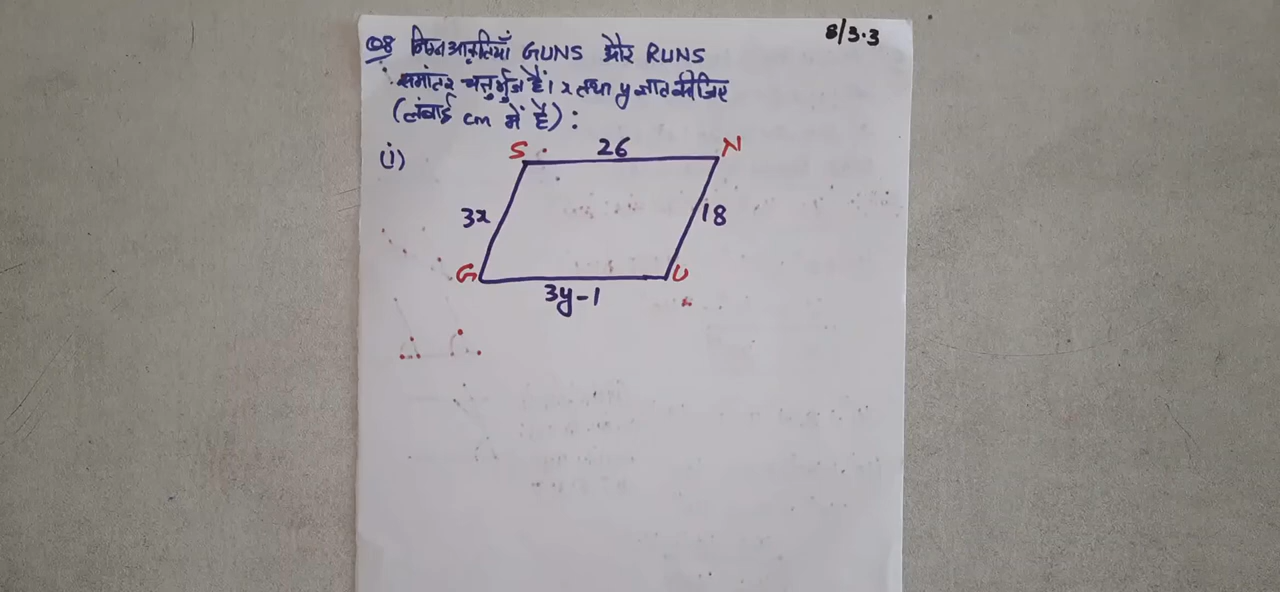 8/3.3
Q8 निम्न आकृतियाँ GUNS और RUNS
समांतर चतुर्भुज हैं। x तथा y ज्ञात कीजिए
(लंबाई cm में है):
(i)
S 26 N
3x 18
G U
3y-1